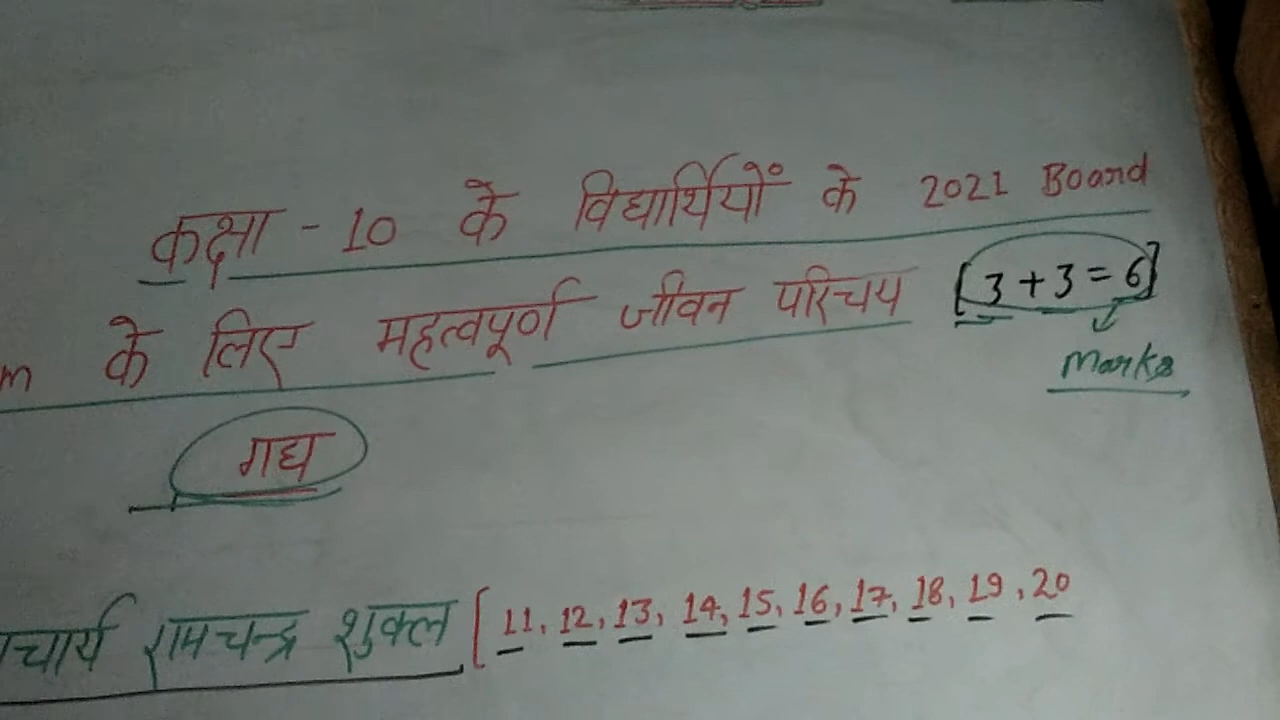 कक्षा - 10 के विद्यार्थियों के 2021 Board
m के लिए महत्वपूर्ण जीवन परिचय [3+3=6]
Marks
गद्य
ाचार्य रामचन्द्र शुक्ल [11, 12, 13, 14, 15, 16, 17, 18, 19, 20